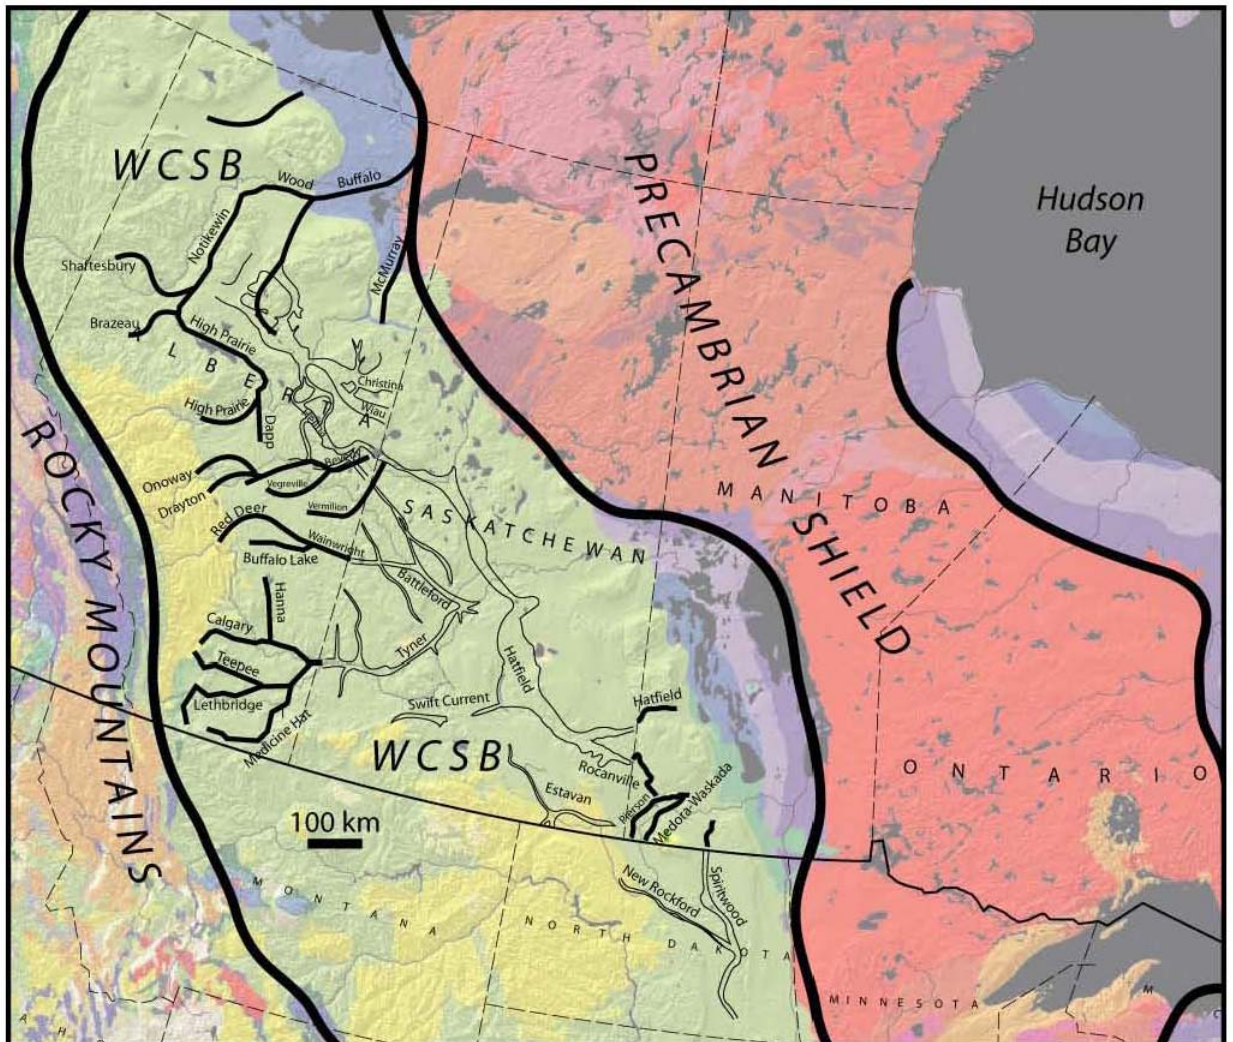 WCSB
Wood
Buffalo
Notikewin
Shaftesbury
McMurray
Hudson
Bay
PRECAMBRIAN
SHIELD
Brazeau
High Prairie
L B E R T A
Christina
Wiau
High Prairie
Dapp
ROCKY MOUNTAINS
Onoway
Beverly
Vegreville
Drayton
Vermilion
Red Deer
SASKATCHEWAN
MANITOBA
Wainwright
Buffalo Lake
Battleford
Hanna
Calgary
Tyner
Teepee
Hatfield
Lethbridge
Swift Current
Hatfield
Medicine Hat
WCSB
Rocanville
Estavan
Pierson
Medora-Waskada
ONTARIO
100 km
New Rockford
Spiritwood
MONTANA
NORTH DAKOTA
MINNESOTA
A H
M
C